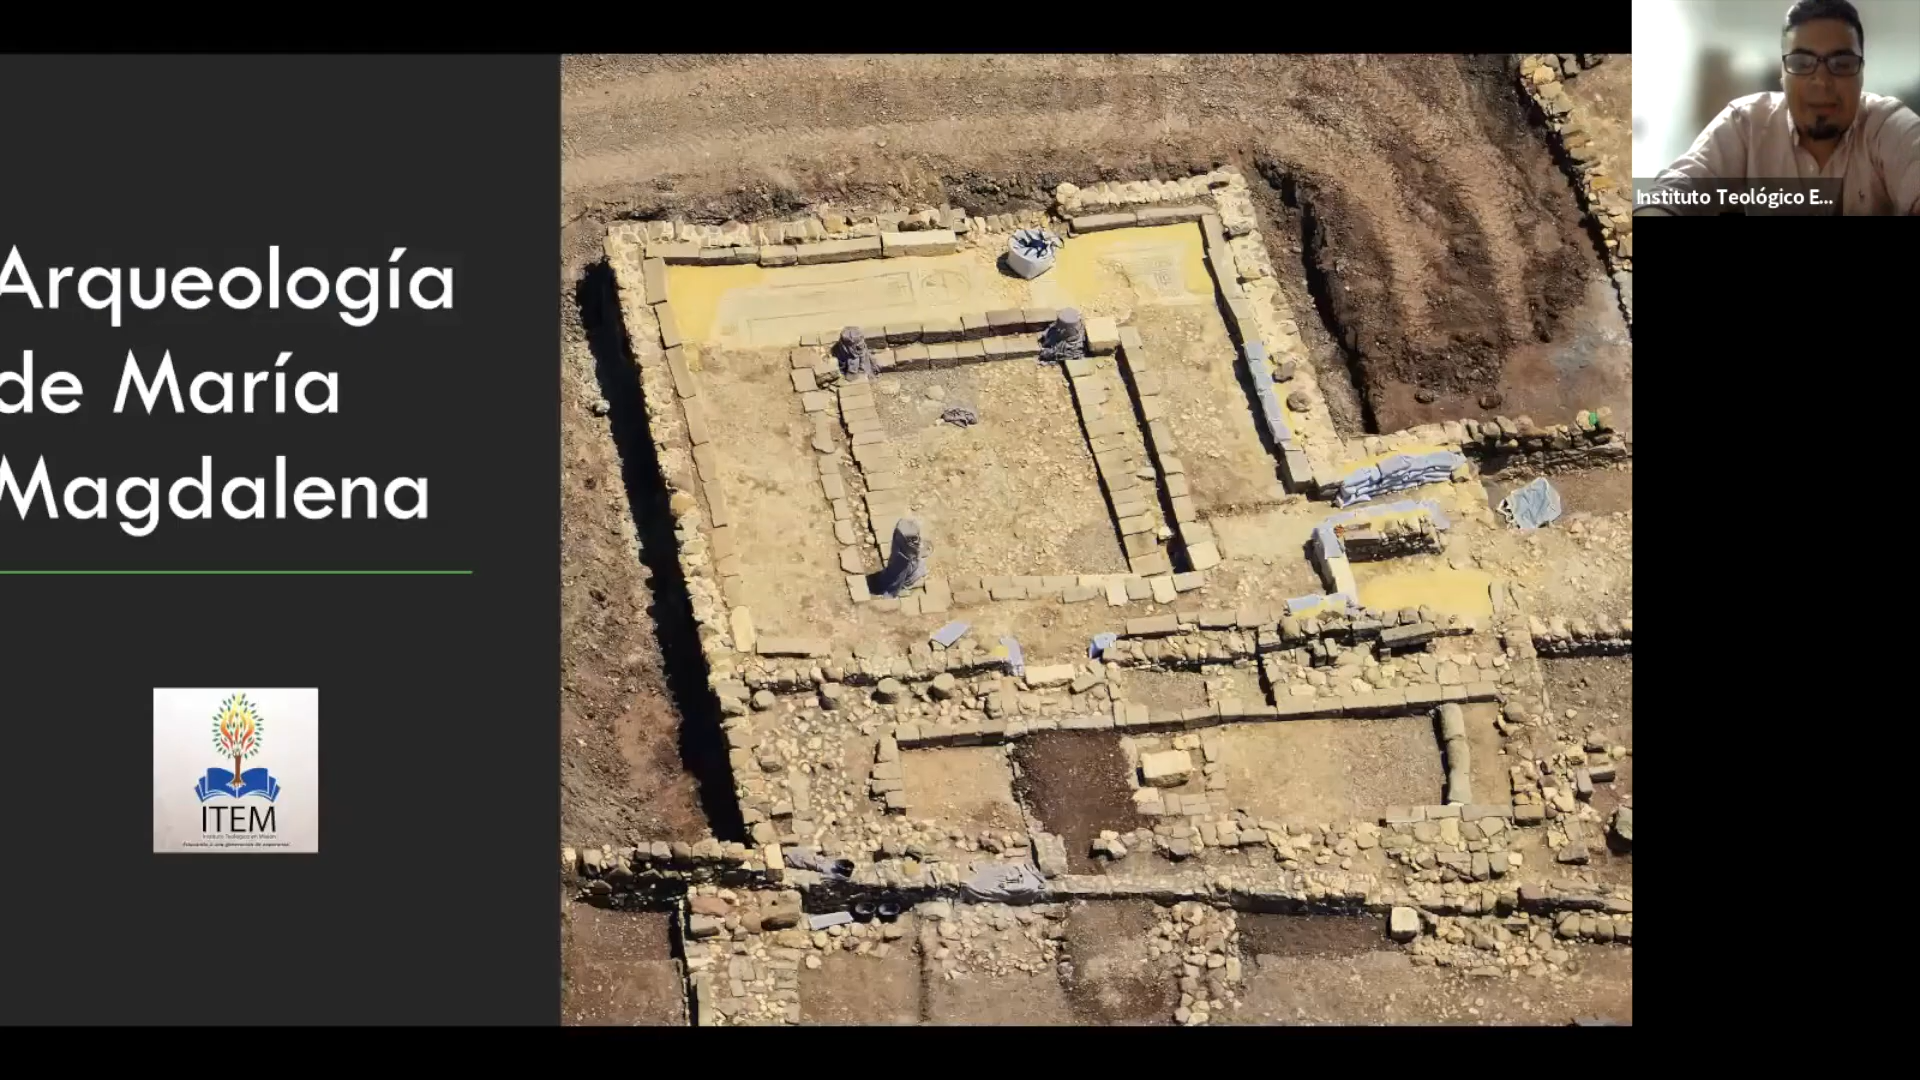 Arqueología
de María
Magdalena
ITEM
Instituto Teológico E...